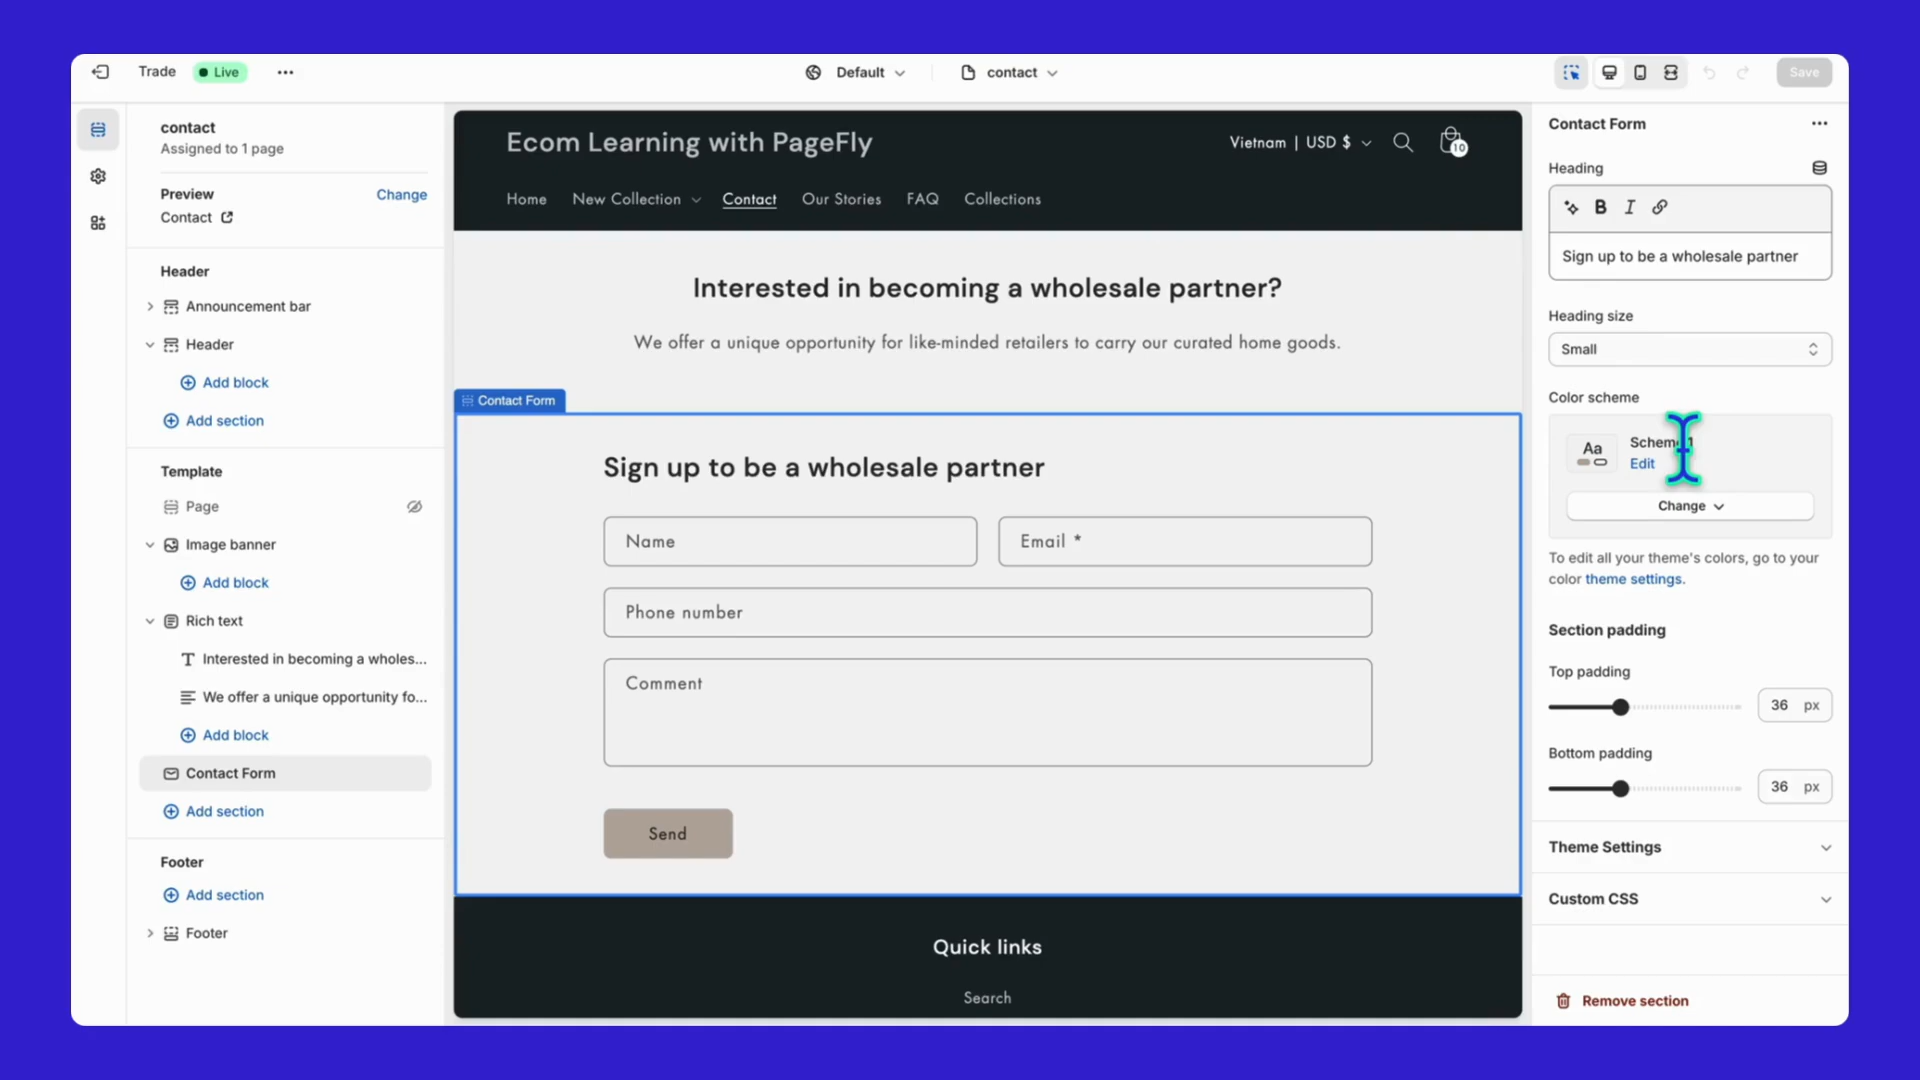 Trade
Live
Default
contact
Save
contact
Assigned to 1 page
Preview
Change
Contact
Header
Announcement bar
Header
Add block
Add section
Template
Page
Image banner
Add block
Rich text
Interested in becoming a wholes...
We offer a unique opportunity fo...
Add block
Contact Form
Add section
Footer
Add section
Footer
Ecom Learning with PageFly
Vietnam | USD $
10
Home
New Collection
Contact
Our Stories
FAQ
Collections
Interested in becoming a wholesale partner?
We offer a unique opportunity for like-minded retailers to carry our curated home goods.
Contact Form
Sign up to be a wholesale partner
Name
Email *
Phone number
Comment
Send
Quick links
Search
Contact Form
Heading
B I
Sign up to be a wholesale partner
Heading size
Small
Color scheme
Aa
Scheme 1
Edit
Change
To edit all your theme's colors, go to your
color theme settings.
Section padding
Top padding
36 px
Bottom padding
36 px
Theme Settings
Custom CSS
Remove section